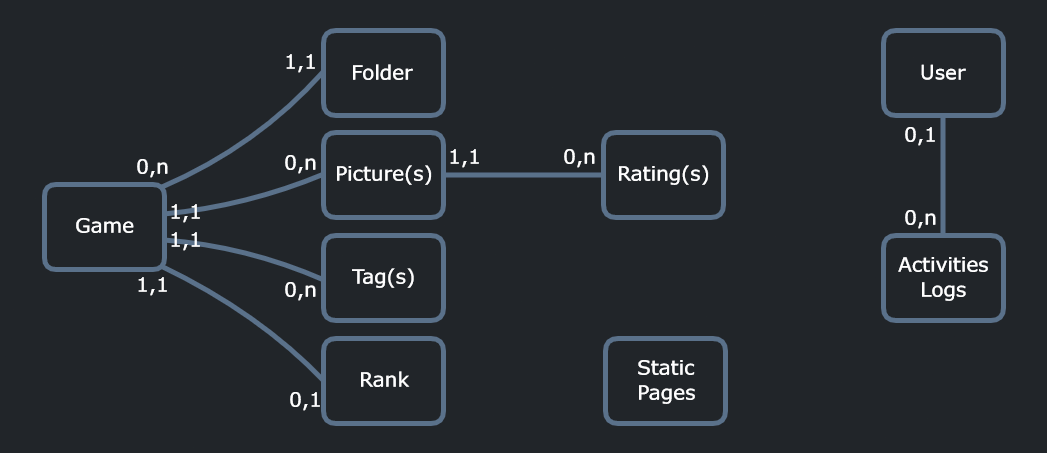 1,1
Folder
User
0,1
0,n
Picture(s)
1,1
0,n
Rating(s)
0,n
1,1
Game
1,1
0,n
Activities
Logs
Tag(s)
0,n
1,1
Static
Pages
Rank
0,1